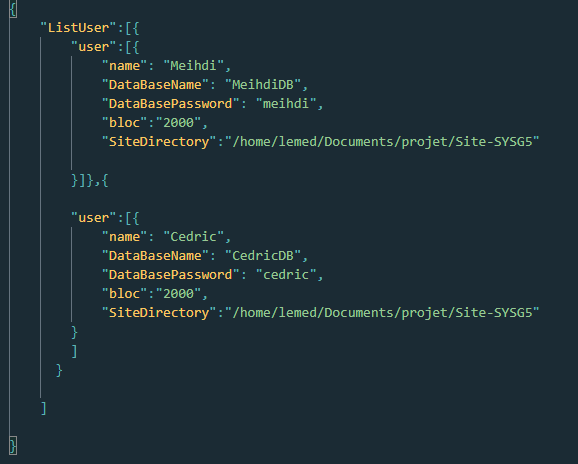 {
"ListUser":[{
"user":[{
"name": "Meihdi",
"DataBaseName": "MeihdiDB",
"DataBasePassword": "meihdi",
"bloc":"2000",
"SiteDirectory":"/home/lemed/Documents/projet/Site-SYSG5"
}]},{
"user":[{
"name": "Cedric",
"DataBaseName": "CedricDB",
"DataBasePassword": "cedric",
"bloc":"2000",
"SiteDirectory":"/home/lemed/Documents/projet/Site-SYSG5"
}
]
}
]
}